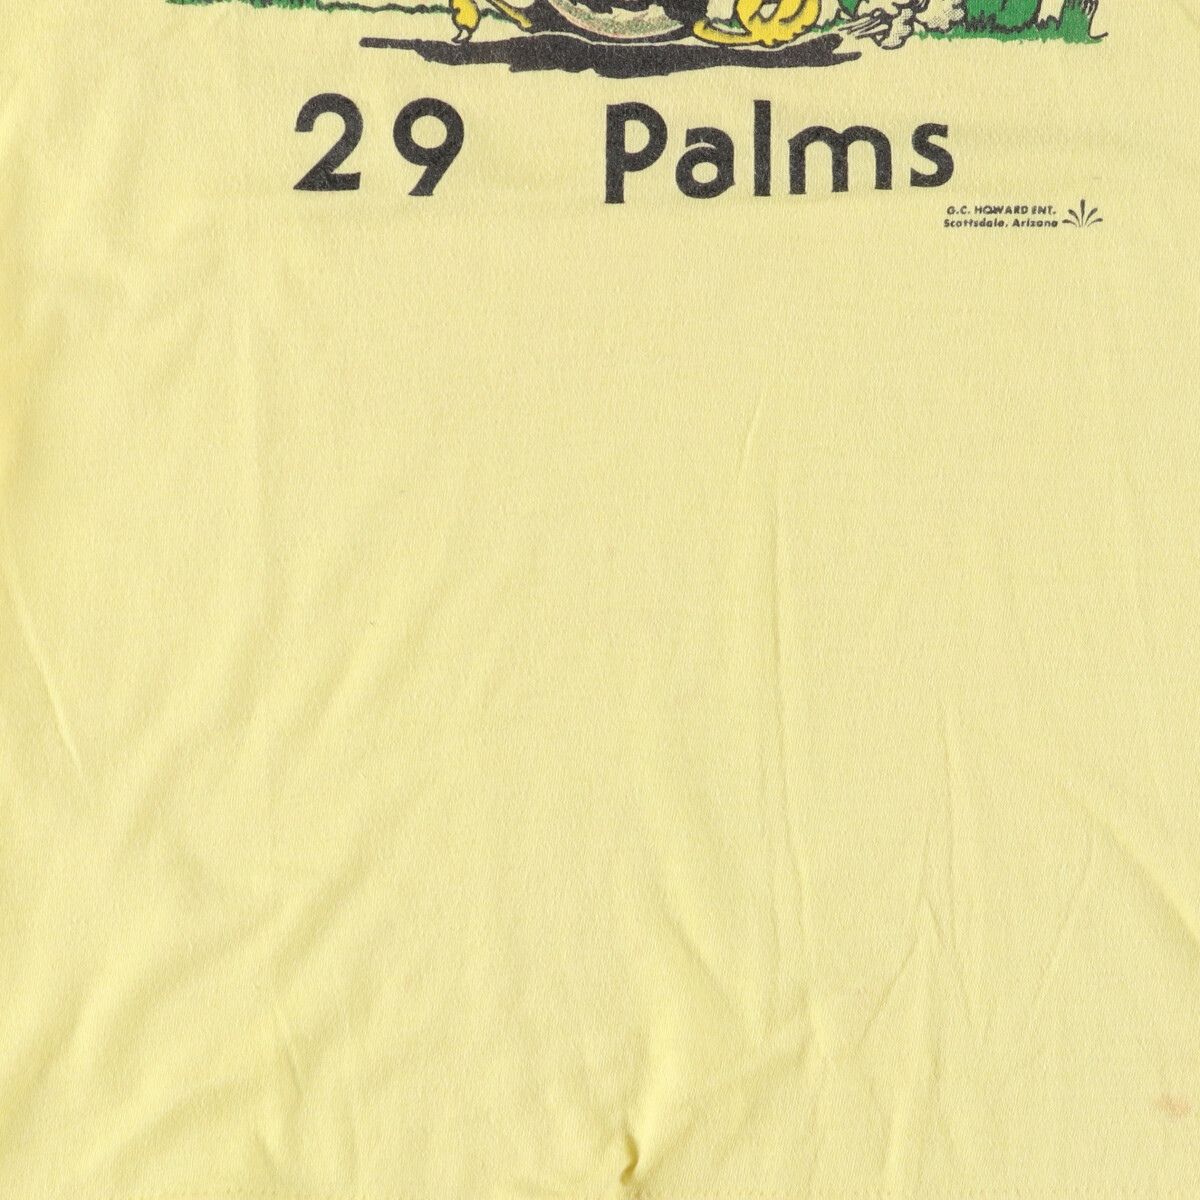 29 Palms
G.C. HOWARD ENT.
Scottsdale, Arizona